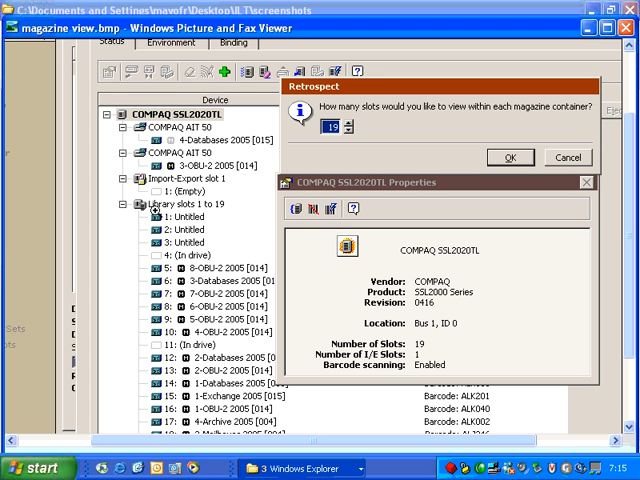 C:\Documents and Settings\mavofr\Desktop\ILT\screenshots
magazine view.bmp - Windows Picture and Fax Viewer
Status Environment Binding
Retrospect
How many slots would you like to view within each magazine container?
19
OK Cancel
Device
COMPAQ SSL2020TL
COMPAQ AIT 50
4-Databases 2005 [015]
COMPAQ AIT 50
3-OBU-2 2005 [014]
Import-Export slot 1
1: (Empty)
Library slots 1 to 19
1: Untitled
2: Untitled
3: Untitled
4: (In drive)
5: 8-OBU-2 2005 [014]
6: 3-Databases 2005 [014]
7: 7-OBU-2 2005 [014]
8: 6-OBU-2 2005 [014]
9: 5-OBU-2 2005 [014]
10: 4-OBU-2 2005 [014]
11: (In drive)
12: 2-Databases 2005 [0
13: 2-OBU-2 2005 [014]
14: 1-Databases 2005 [0
15: 1-Exchange 2005 [015] Barcode: ALK201
16: 1-OBU-2 2005 [014] Barcode: ALK040
17: 4-Archive 2005 [004] Barcode: ALK002
COMPAQ SSL2020TL Properties
COMPAQ SSL2020TL
Vendor: COMPAQ
Product: SSL2000 Series
Revision: 0416
Location: Bus 1, ID 0
Number of Slots: 19
Number of I/E Slots: 1
Barcode scanning: Enabled
Sets
start 3 Windows Explorer 7:15